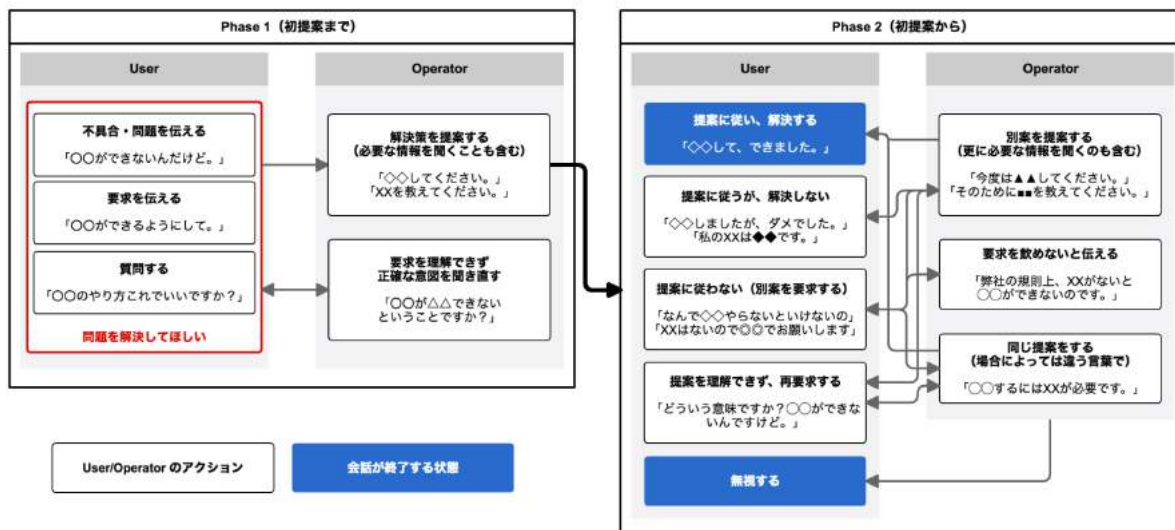 Phase 1（初提案まで）
User
Operator
不具合・問題を伝える
「〇〇ができないんだけど。」
要求を伝える
「〇〇ができるようにして。」
質問する
「〇〇のやり方これでいいですか？」
問題を解決してほしい
解決策を提案する
（必要な情報を聞くことも含む）
「◇◇してください。」
「XXを教えてください。」
要求を理解できず
正確な意図を聞き直す
「〇〇が△△できない
ということですか？」
User/Operator のアクション
会話が終了する状態
Phase 2（初提案から）
User
Operator
提案に従い、解決する
「◇◇して、できました。」
提案に従うが、解決しない
「◇◇しましたが、ダメでした。」
「私のXXは◆◆です。」
提案に従わない（別案を要求する）
「なんで◇◇やらないといけないの」
「XXはないので◎◎でお願いします」
提案を理解できず、再要求する
「どういう意味ですか？◯◯ができな
いんですけど。」
無視する
別案を提案する
（更に必要な情報を聞くのも含む）
「今度は▲▲してください。」
「そのために■■を教えてください。」
要求を飲めないと伝える
「弊社の規則上、XXがないと
◯◯ができないのです。」
同じ提案をする
（場合によっては違う言葉で）
「◯◯するにはXXが必要です。」